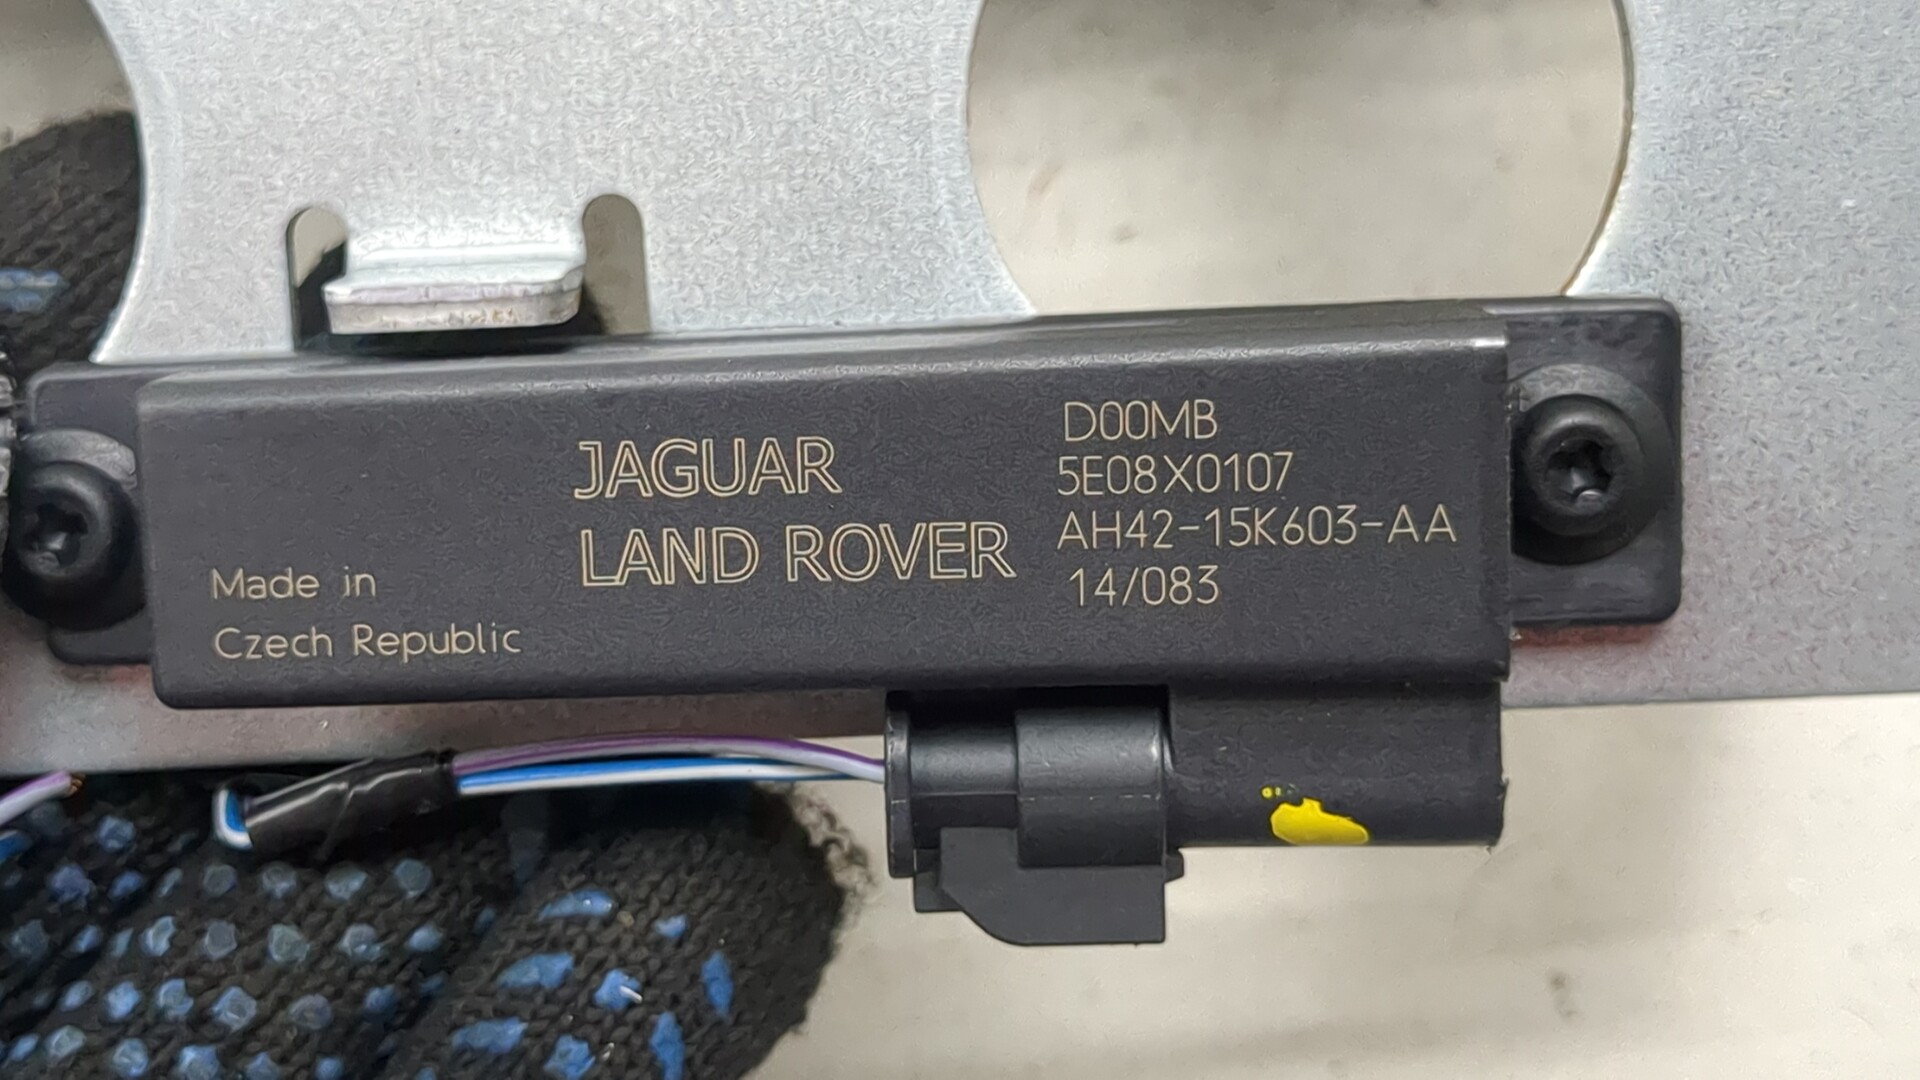 JAGUAR
LAND ROVER
D00MB
5E08X0107
AH42-15K603-AA
14/083
Made in
Czech Republic